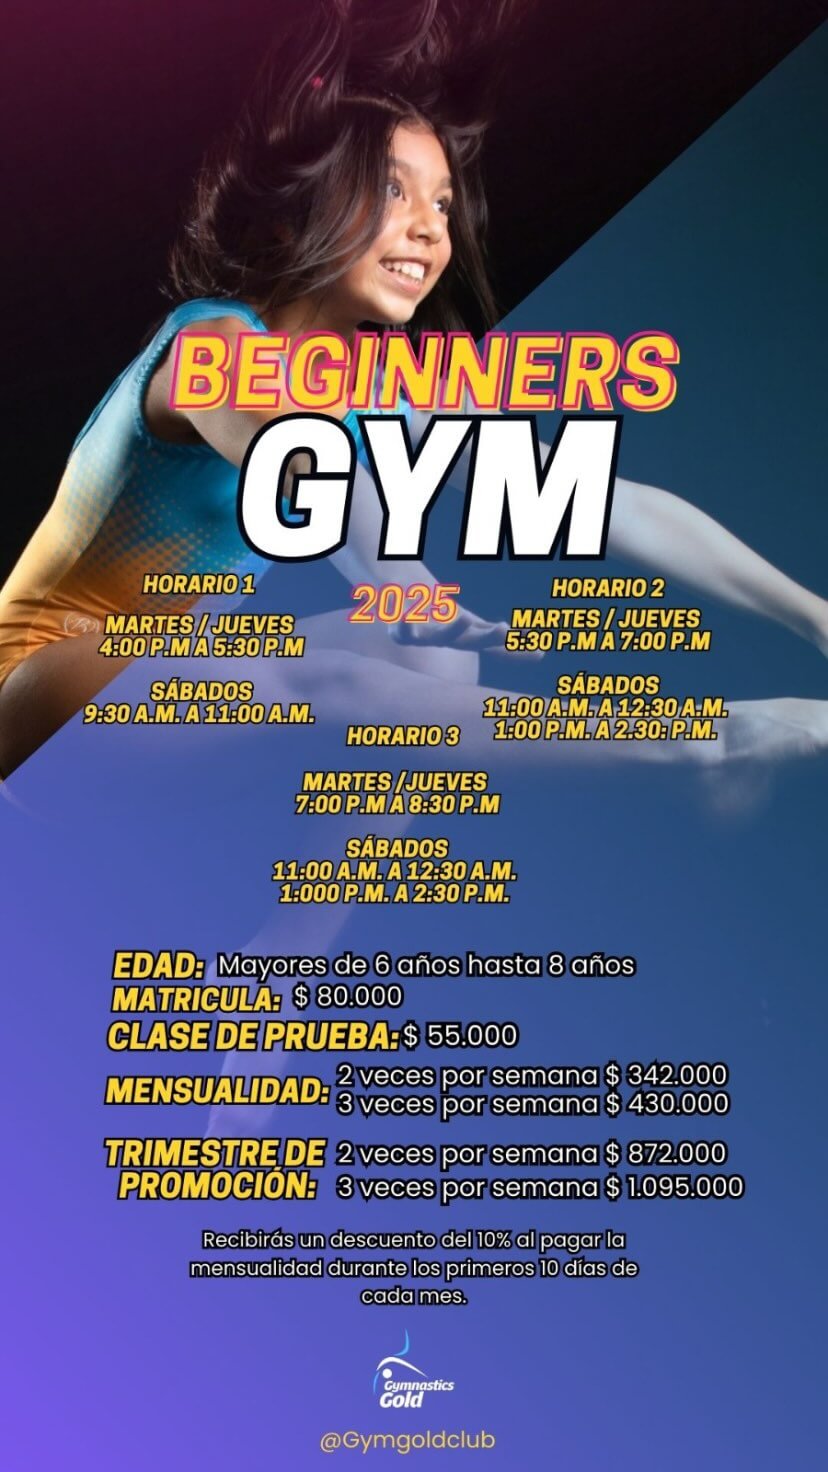 BEGINNERS
GYM
2025
HORARIO 1
MARTES / JUEVES
4:00 P.M A 5:30 P.M
SÁBADOS
9:30 A.M. A 11:00 A.M.
HORARIO 2
MARTES / JUEVES
5:30 P.M A 7:00 P.M
SÁBADOS
11:00 A.M. A 12:30 A.M.
1:00 P.M. A 2.30: P.M.
HORARIO 3
MARTES /JUEVES
7:00 P.M A 8:30 P.M
SÁBADOS
11:00 A.M. A 12:30 A.M.
1:000 P.M. A 2:30 P.M.
EDAD: Mayores de 6 años hasta 8 años
MATRICULA: $ 80.000
CLASE DE PRUEBA: $ 55.000
MENSUALIDAD: 2 veces por semana $ 342.000
3 veces por semana $ 430.000
TRIMESTRE DE 2 veces por semana $ 872.000
PROMOCIÓN: 3 veces por semana $ 1.095.000
Recibirás un descuento del 10% al pagar la
mensualidad durante los primeros 10 días de
cada mes.
Gymnastics
Gold
@Gymgoldclub